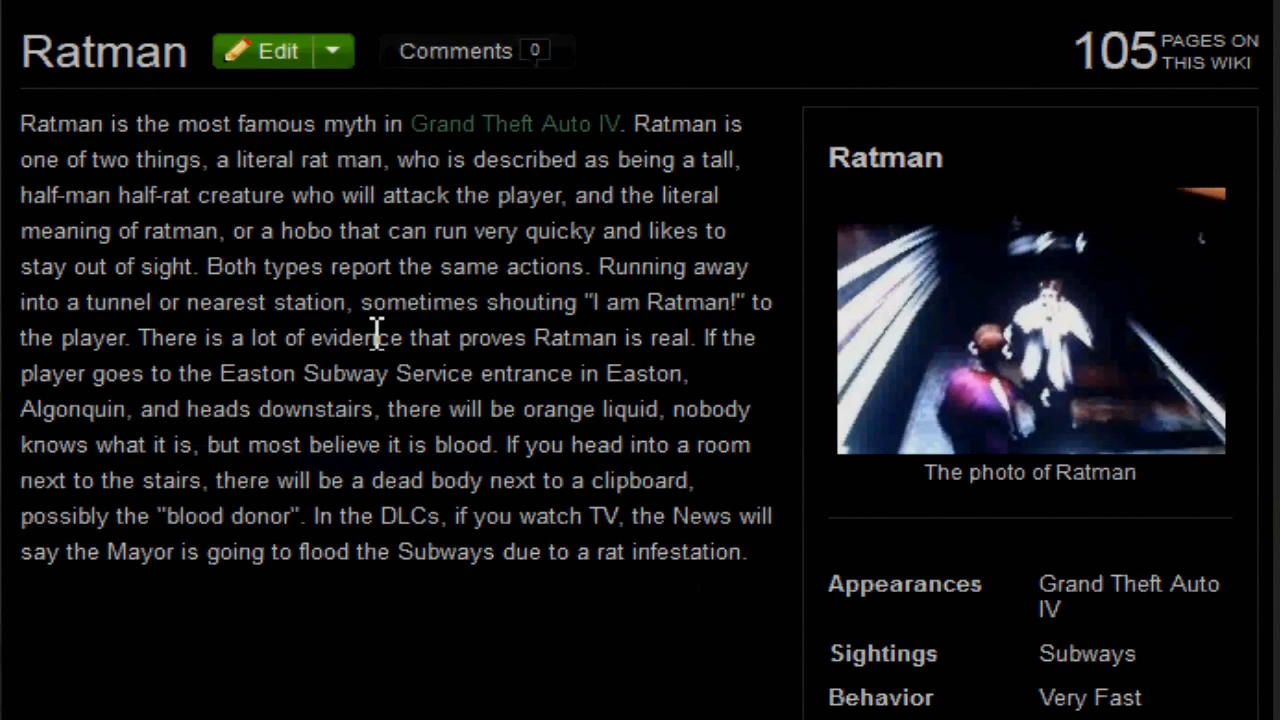 Ratman
Edit
Comments 0
105 PAGES ON
THIS WIKI
Ratman is the most famous myth in Grand Theft Auto IV. Ratman is
one of two things, a literal rat man, who is described as being a tall,
half-man half-rat creature who will attack the player, and the literal
meaning of ratman, or a hobo that can run very quicky and likes to
stay out of sight. Both types report the same actions. Running away
into a tunnel or nearest station, sometimes shouting "I am Ratman!" to
the player. There is a lot of evidence that proves Ratman is real. If the
player goes to the Easton Subway Service entrance in Easton,
Algonquin, and heads downstairs, there will be orange liquid, nobody
knows what it is, but most believe it is blood. If you head into a room
next to the stairs, there will be a dead body next to a clipboard,
possibly the "blood donor". In the DLCs, if you watch TV, the News will
say the Mayor is going to flood the Subways due to a rat infestation.
Ratman
The photo of Ratman
Appearances Grand Theft Auto
IV
Sightings Subways
Behavior Very Fast